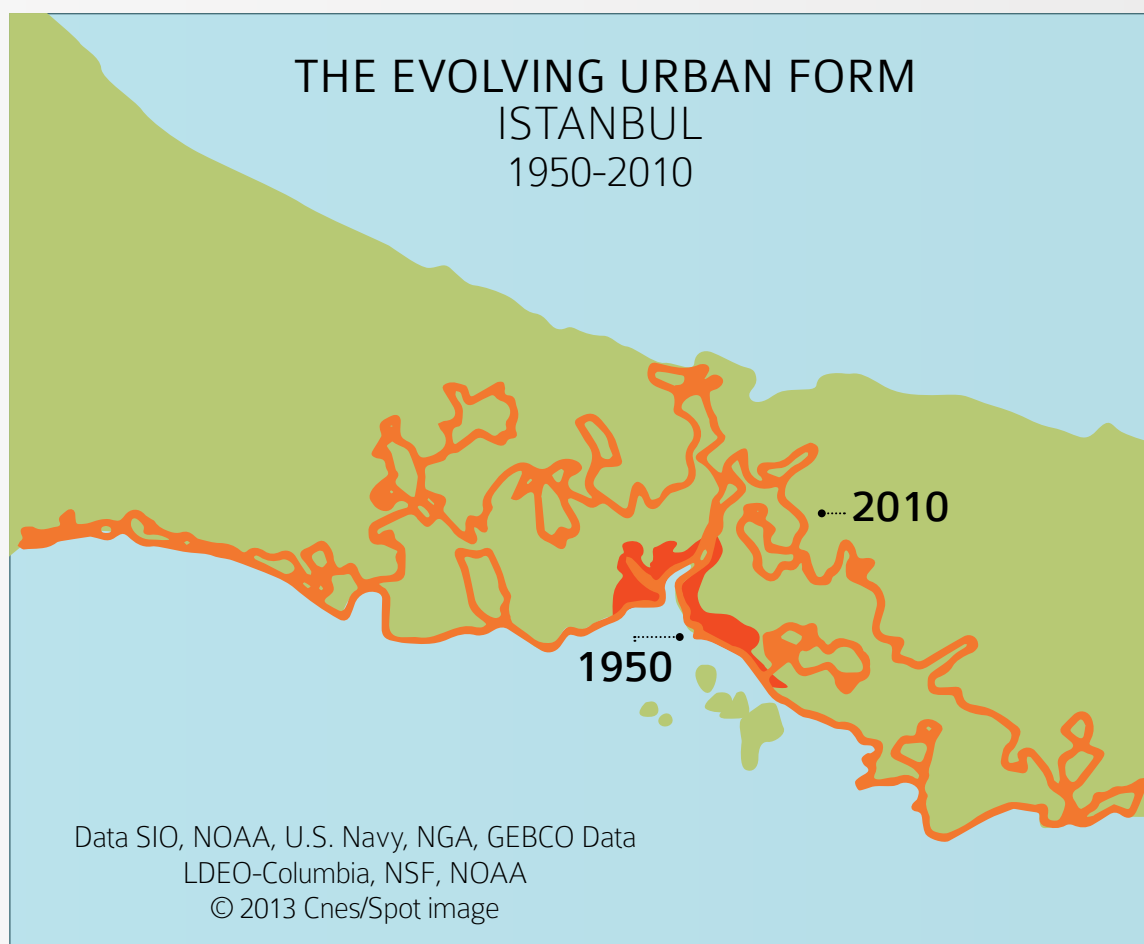 THE EVOLVING URBAN FORM
ISTANBUL
1950-2010
2010
1950
Data SIO, NOAA, U.S. Navy, NGA, GEBCO Data
LDEO-Columbia, NSF, NOAA
© 2013 Cnes/Spot image